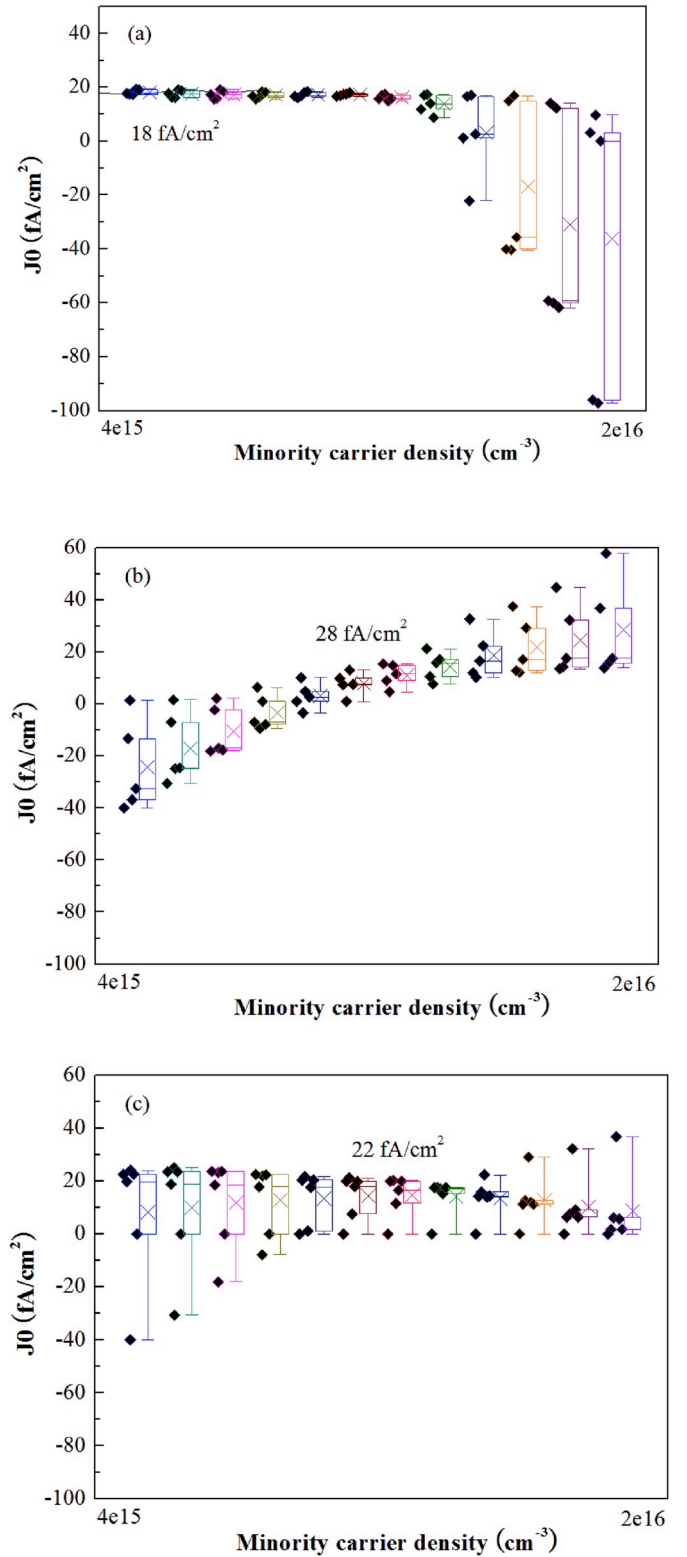 (a)
40
20
0
-20
-40
-60
-80
-100
J0 (fA/cm²)
18 fA/cm²
4e15
2e16
Minority carrier density (cm⁻³)
(b)
60
40
20
0
-20
-40
-60
-80
-100
J0 (fA/cm²)
28 fA/cm²
4e15
2e16
Minority carrier density (cm⁻³)
(c)
60
40
20
0
-20
-40
-60
-80
-100
J0 (fA/cm²)
22 fA/cm²
4e15
2e16
Minority carrier density (cm⁻³)